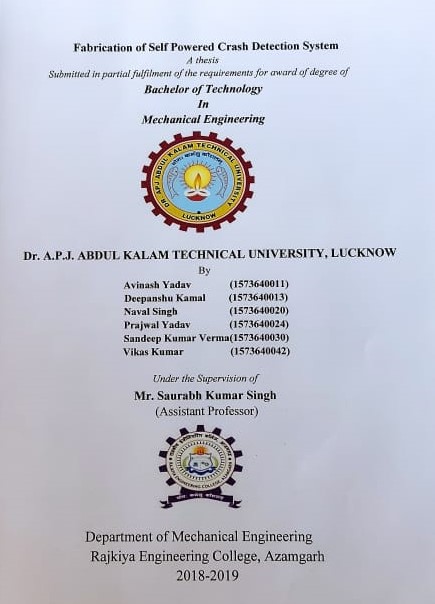 Fabrication of Self Powered Crash Detection System
A thesis
Submitted in partial fulfilment of the requirements for award of degree of
Bachelor of Technology
In
Mechanical Engineering
DR APJ ABDUL KALAM TECHNICAL UNIVERSITY
LUCKNOW
Dr. A.P.J. ABDUL KALAM TECHNICAL UNIVERSITY, LUCKNOW
By
Avinash Yadav (1573640011)
Deepanshu Kamal (1573640013)
Naval Singh (1573640020)
Prajwal Yadav (1573640024)
Sandeep Kumar Verma(1573640030)
Vikas Kumar (1573640042)
Under the Supervision of
Mr. Saurabh Kumar Singh
(Assistant Professor)
Department of Mechanical Engineering
Rajkiya Engineering College, Azamgarh
2018-2019